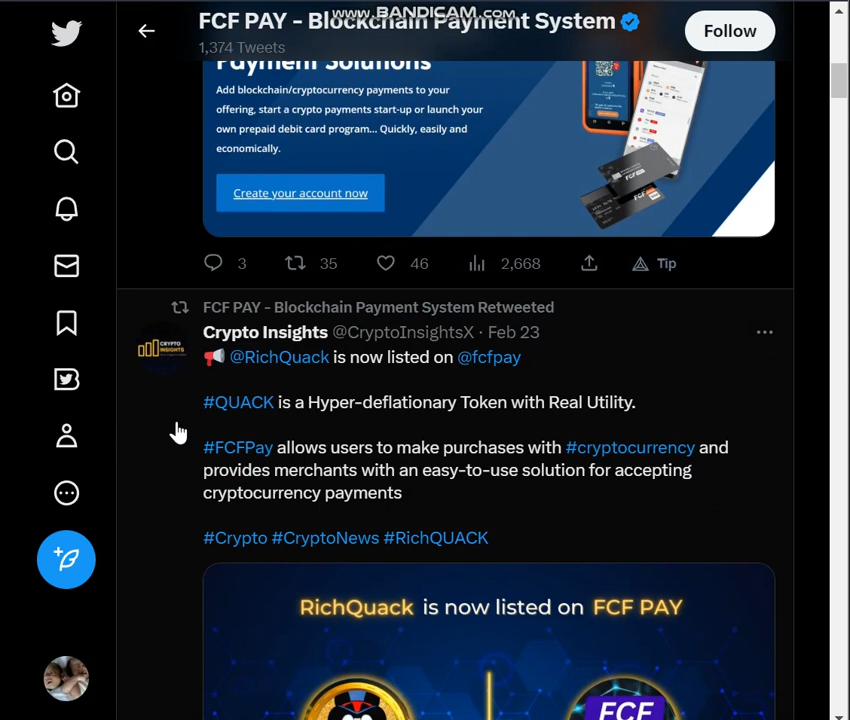 www.BANDICAM.com
FCF PAY - Blockchain Payment System
1,374 Tweets
Follow
Payment Solutions
Add blockchain/cryptocurrency payments to your
offering, start a crypto payments start-up or launch your
own prepaid debit card program... Quickly, easily and
economically.
Create your account now
3 35 46 2,668 Tip
FCF PAY - Blockchain Payment System Retweeted
Crypto Insights @CryptoInsightsX · Feb 23
CRYPTO
INSIGHTS
📢 @RichQuack is now listed on @fcfpay
#QUACK is a Hyper-deflationary Token with Real Utility.
#FCFPay allows users to make purchases with #cryptocurrency and
provides merchants with an easy-to-use solution for accepting
cryptocurrency payments
#Crypto #CryptoNews #RichQUACK
RichQuack is now listed on FCF PAY
FCF